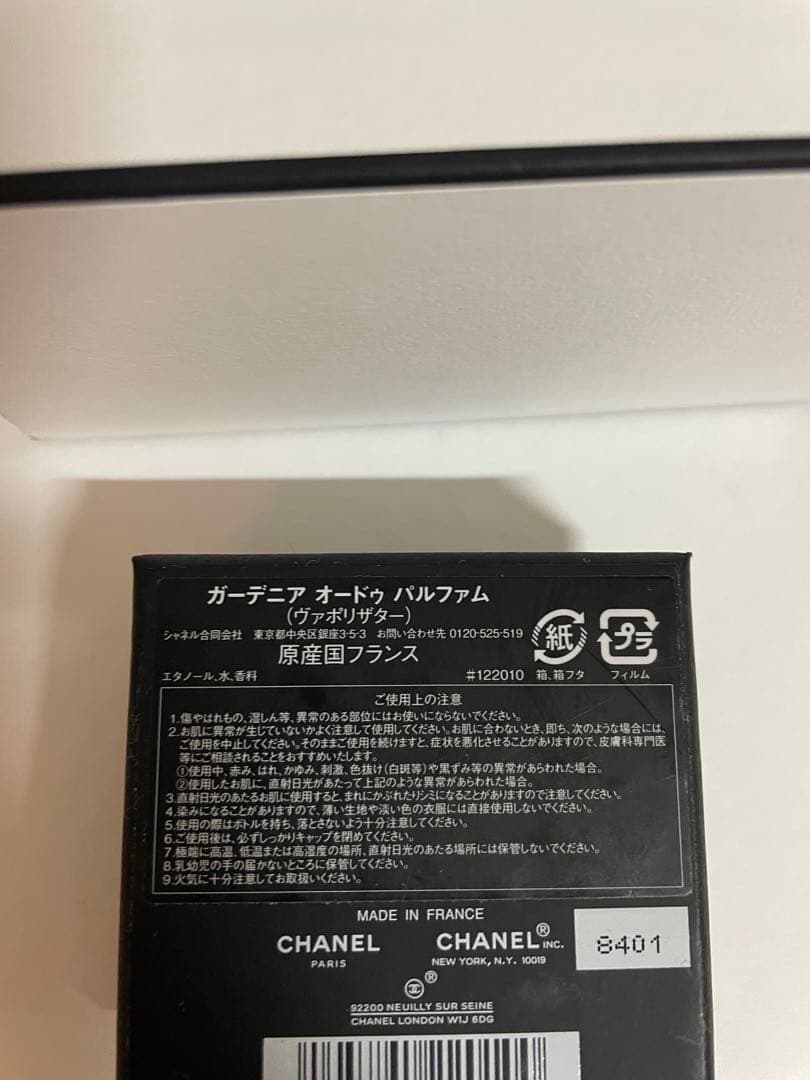 ガーデニア オードゥ パルファム
(ヴァポリザター)
シャネル合同会社 東京都中央区銀座3-5-3 お問い合わせ先 0120-525-519
原産国フランス
エタノール、水、香料 #122010
紙 プラ
箱、箱フタ フィルム
ご使用上の注意
1.傷やはれもの、湿しん等、異常のある部位にはお使いにならないでください。
2.お肌に異常が生じていないかよく注意して使用してください。お肌に合わないとき、即ち、次のような場合には、
ご使用を中止してください。そのままご使用を続けますと、症状を悪化させることがありますので、皮膚科専門医
等にご相談されることをおすすめいたします。
①使用中、赤み、はれ、かゆみ、刺激、色抜け(白斑等)や黒ずみ等の異常があらわれた場合。
②使用したお肌に、直射日光があたって上記のような異常があらわれた場合。
3.直射日光のあたるお肌に使用すると、まれにかぶれたりシミになることがありますので注意してください。
4.染みになることがありますので、薄い生地や淡い色の衣服には直接使用しないでください。
5.使用の際はボトルを持ち、落とさないよう十分注意してください。
6.ご使用後は、必ずしっかりキャップを閉めてください。
7.極端に高温、低温または高湿度の場所、直射日光のあたる場所には保管しないでください。
8.乳幼児の手の届かないところに保管してください。
9.火気に十分注意してお取扱いください。
MADE IN FRANCE
CHANEL CHANEL® INC.
PARIS NEW YORK, N.Y. 10019
8401
®
92200 NEUILLY SUR SEINE
CHANEL LONDON W1J 6DG